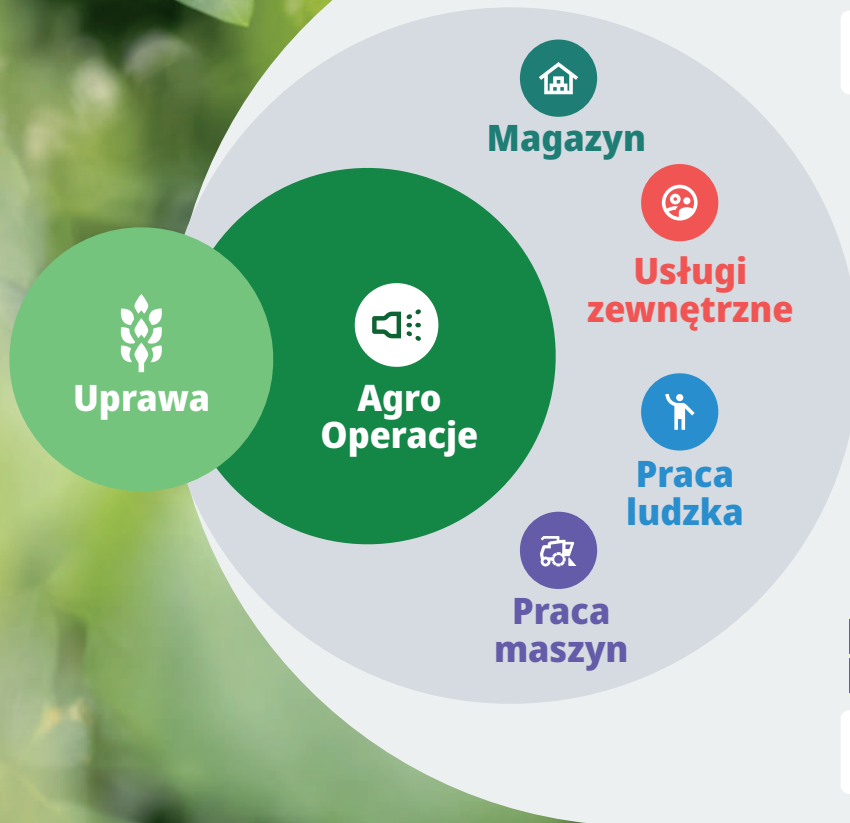 Magazyn
Usługi
zewnętrzne
Uprawa
Agro
Operacje
Praca
ludzka
Praca
maszyn